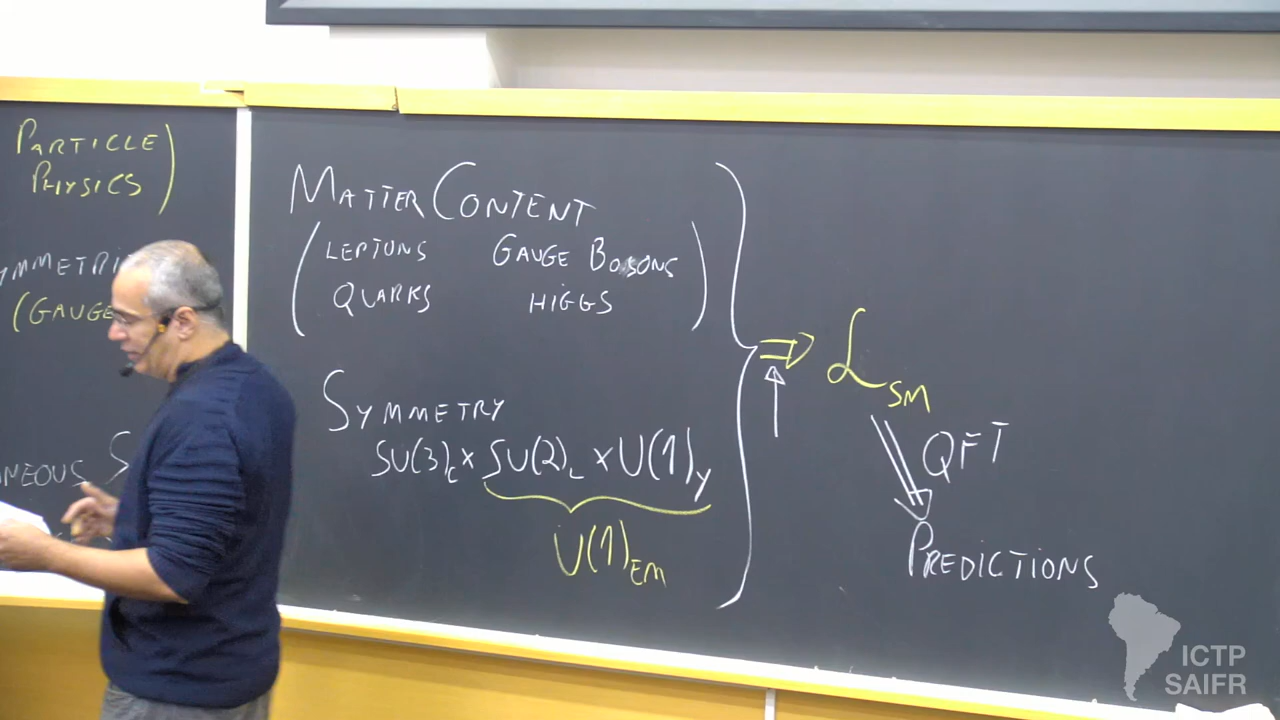 PARTICLE
PHYSICS)
(GAUGE
MATTER CONTENT
(LEPTONS GAUGE BOSONS
QUARKS HIGGS)
SYMMETRY
SU(3)c × SU(2)L × U(1)Y
U(1)EM
⇒ ℒSM
QFT
PREDICTIONS
ICTP
SAIFR